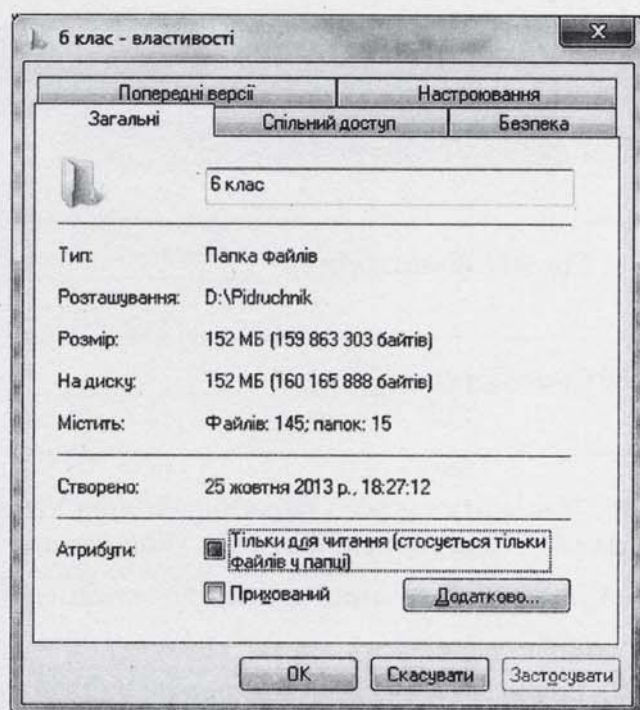 6 клас - властивості
Попередні версії
Настроювання
Загальні
Спільний доступ
Безпека
6 клас
Тип: Папка файлів
Розташування: D:\Pidruchnik
Розмір: 152 МБ (159 863 303 байтів)
На диску: 152 МБ (160 165 888 байтів)
Містить: Файлів: 145; папок: 15
Створено: 25 жовтня 2013 р., 18:27:12
Атрибути: Тільки для читання (стосується тільки
файлів у папці)
Прихований Додатково...
ОК Скасувати Застосувати